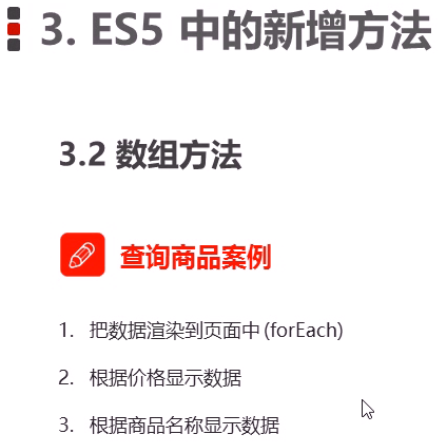 3. ES5 中的新增方法
3.2 数组方法
查询商品案例
1. 把数据渲染到页面中 (forEach)
2. 根据价格显示数据
3. 根据商品名称显示数据